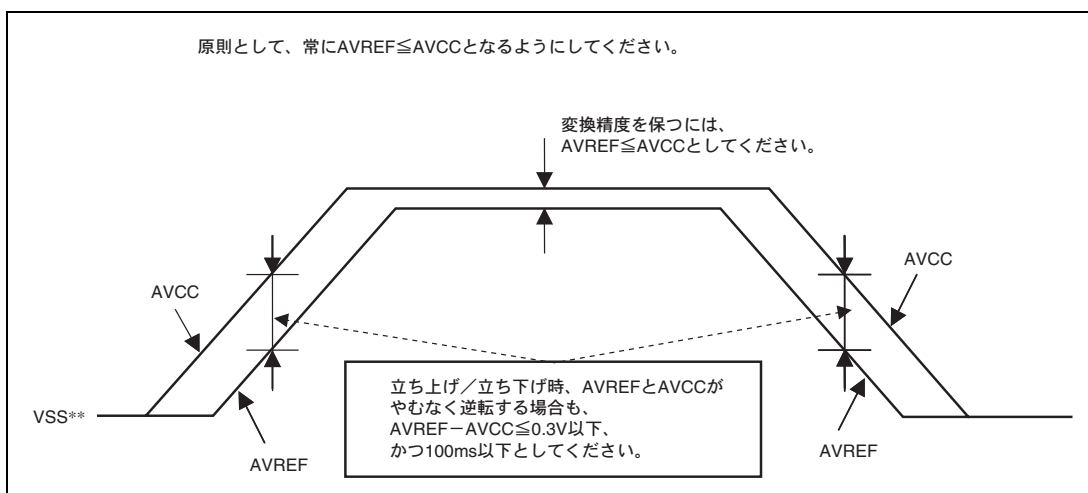 原則として、常にAVREF≦AVCCとなるようにしてください。
変換精度を保つには、
AVREF≦AVCCとしてください。
AVCC
AVCC
立ち上げ／立ち下げ時、AVREFとAVCCが
やむなく逆転する場合も、
AVREF－AVCC≦0.3V以下、
かつ100ms以下としてください。
VSS**
AVREF
AVREF